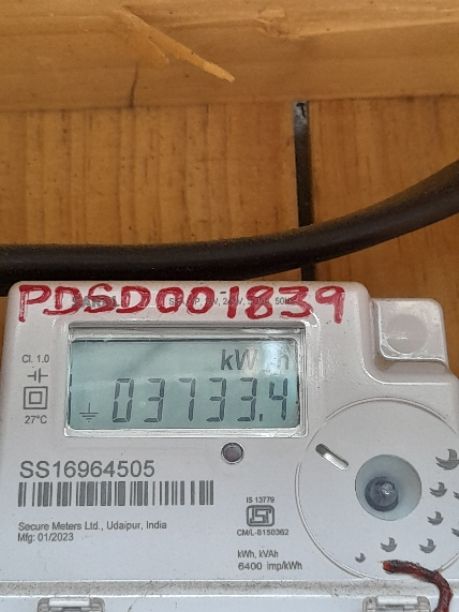 PDSD001839
Cl. 1.0
kW h
03733.4
27°C
SS16964505
Secure Meters Ltd., Udaipur, India
Mfg: 01/2023
IS 13779
CM/L-8150362
kWh, kVAh
6400 imp/kWh